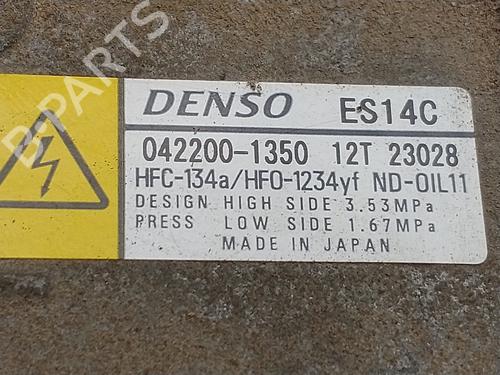 DENSO ES14C
042200-1350 12T 23028
HFC-134a/HFO-1234yf ND-OIL11
DESIGN HIGH SIDE 3.53MPa
PRESS LOW SIDE 1.67MPa
MADE IN JAPAN
B-PARTS